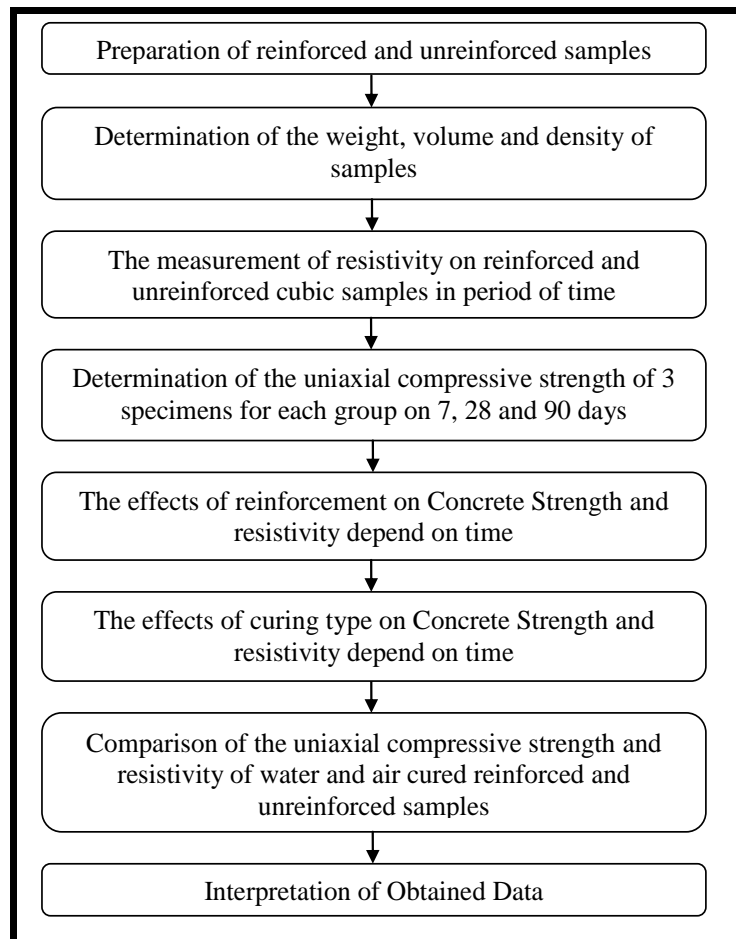 Preparation of reinforced and unreinforced samples
Determination of the weight, volume and density of
samples
The measurement of resistivity on reinforced and
unreinforced cubic samples in period of time
Determination of the uniaxial compressive strength of 3
specimens for each group on 7, 28 and 90 days
The effects of reinforcement on Concrete Strength and
resistivity depend on time
The effects of curing type on Concrete Strength and
resistivity depend on time
Comparison of the uniaxial compressive strength and
resistivity of water and air cured reinforced and
unreinforced samples
Interpretation of Obtained Data